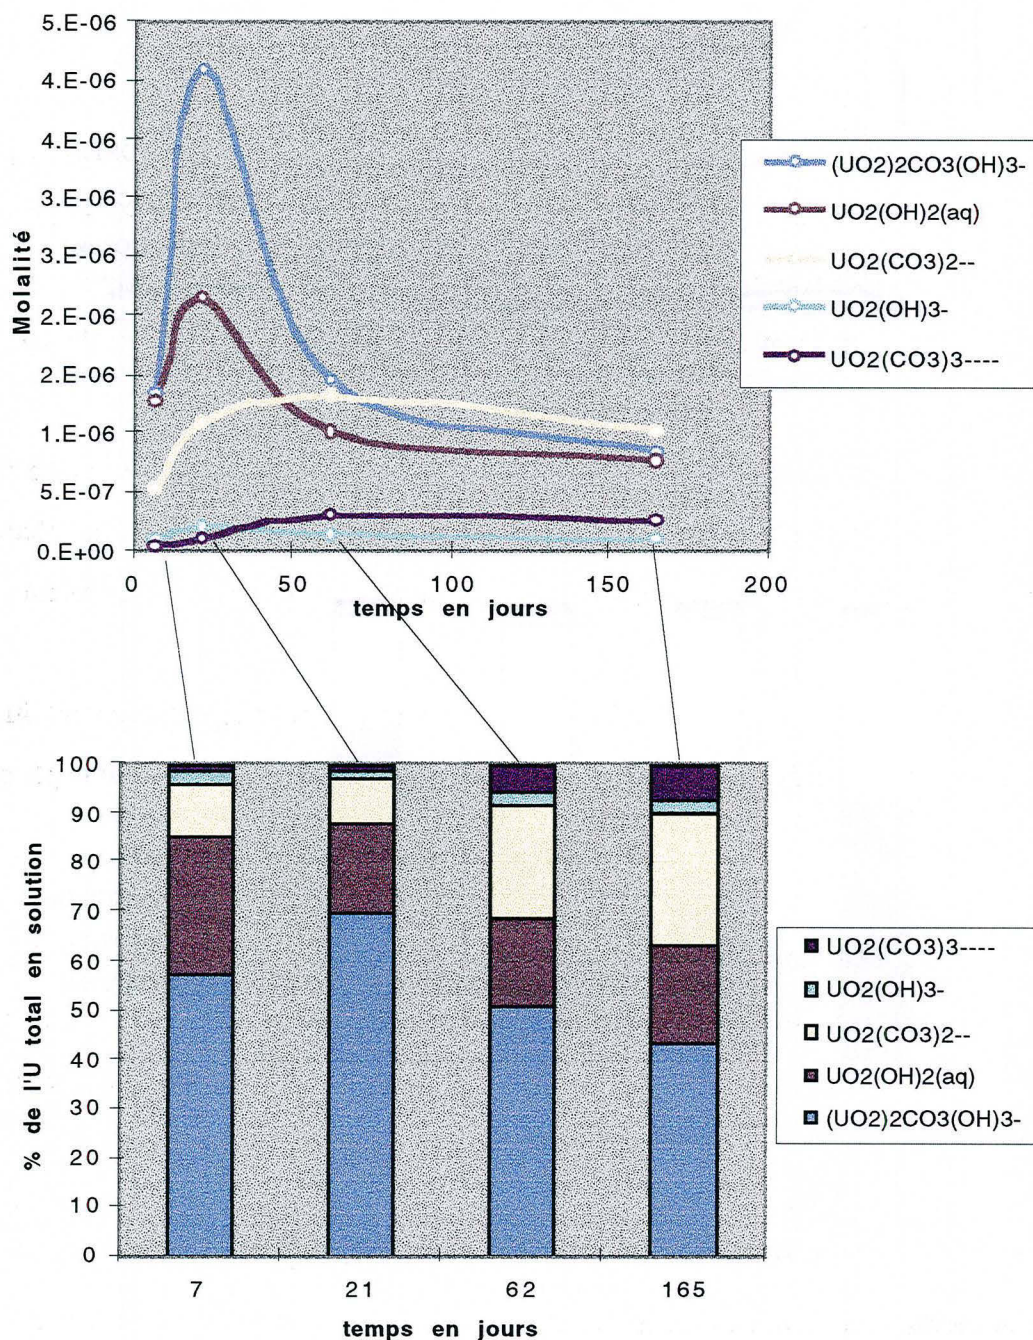 5.E-06
4.E-06
4.E-06
3.E-06
3.E-06
2.E-06
2.E-06
1.E-06
5.E-07
0.E+00
Molalité
0 50 100 150 200
temps en jours
(UO2)2CO3(OH)3-
UO2(OH)2(aq)
UO2(CO3)2--
UO2(OH)3-
UO2(CO3)3----
100
90
80
70
60
50
40
30
20
10
0
% de l'U total en solution
7 21 62 165
temps en jours
UO2(CO3)3----
UO2(OH)3-
UO2(CO3)2--
UO2(OH)2(aq)
(UO2)2CO3(OH)3-